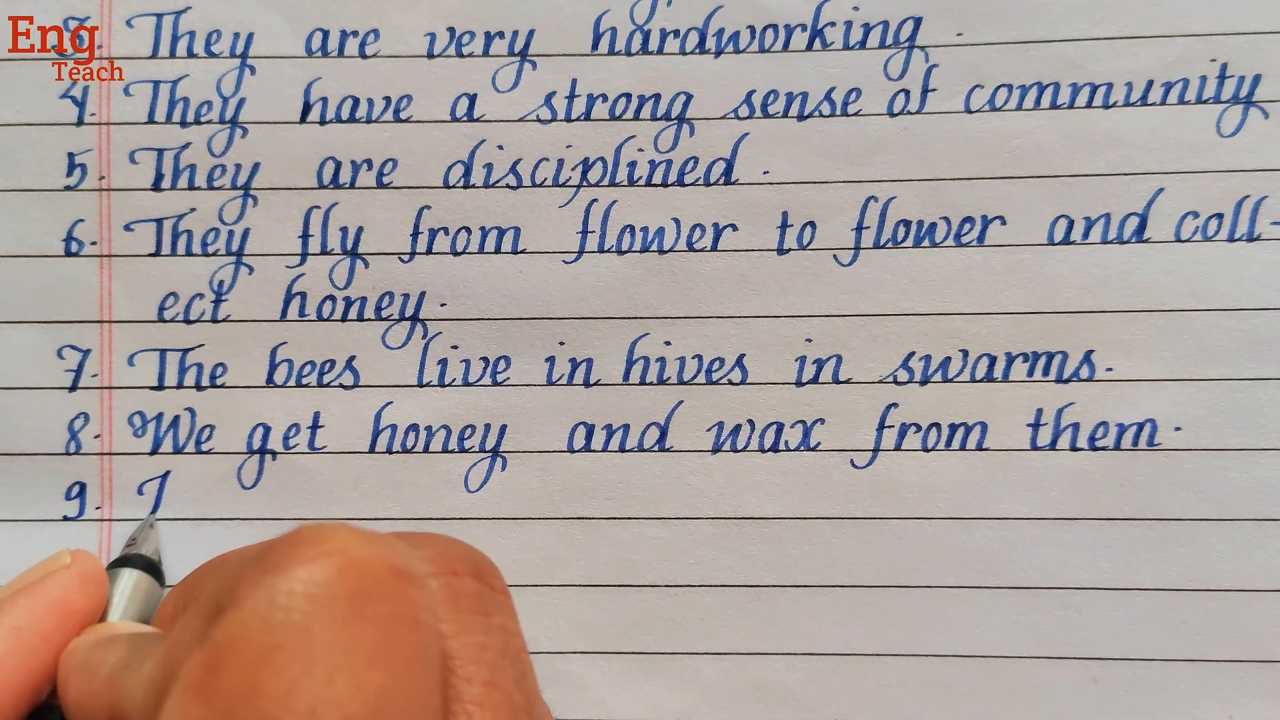 Eng
Teach
3. They are very hardworking.
4. They have a strong sense of community
5. They are disciplined.
6. They fly from flower to flower and coll-
ect honey.
7. The bees live in hives in swarms.
8. We get honey and wax from them.
9.